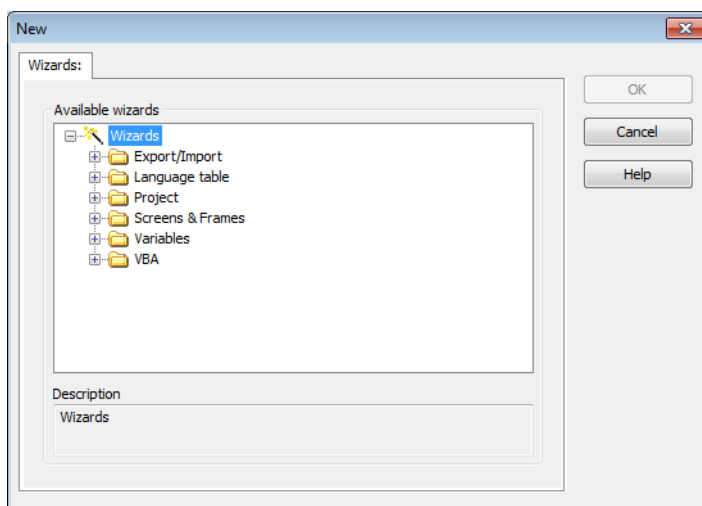 New
Wizards:
OK
Available wizards
Wizards
Cancel
Export/Import
Language table
Help
Project
Screens & Frames
Variables
VBA
Description
Wizards